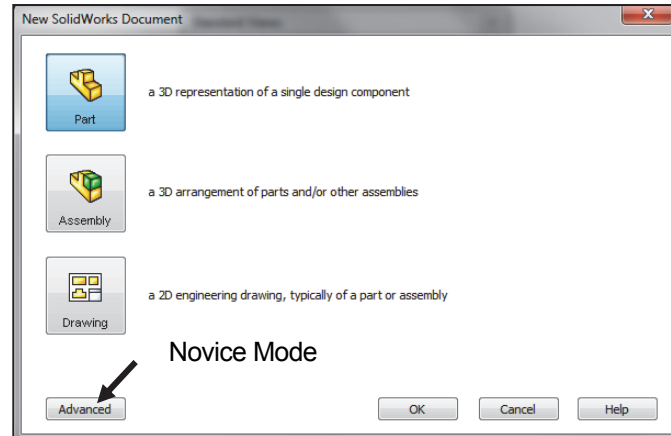 New SolidWorks Document
Part
a 3D representation of a single design component
Assembly
a 3D arrangement of parts and/or other assemblies
Drawing
a 2D engineering drawing, typically of a part or assembly
Novice Mode
Advanced
OK
Cancel
Help